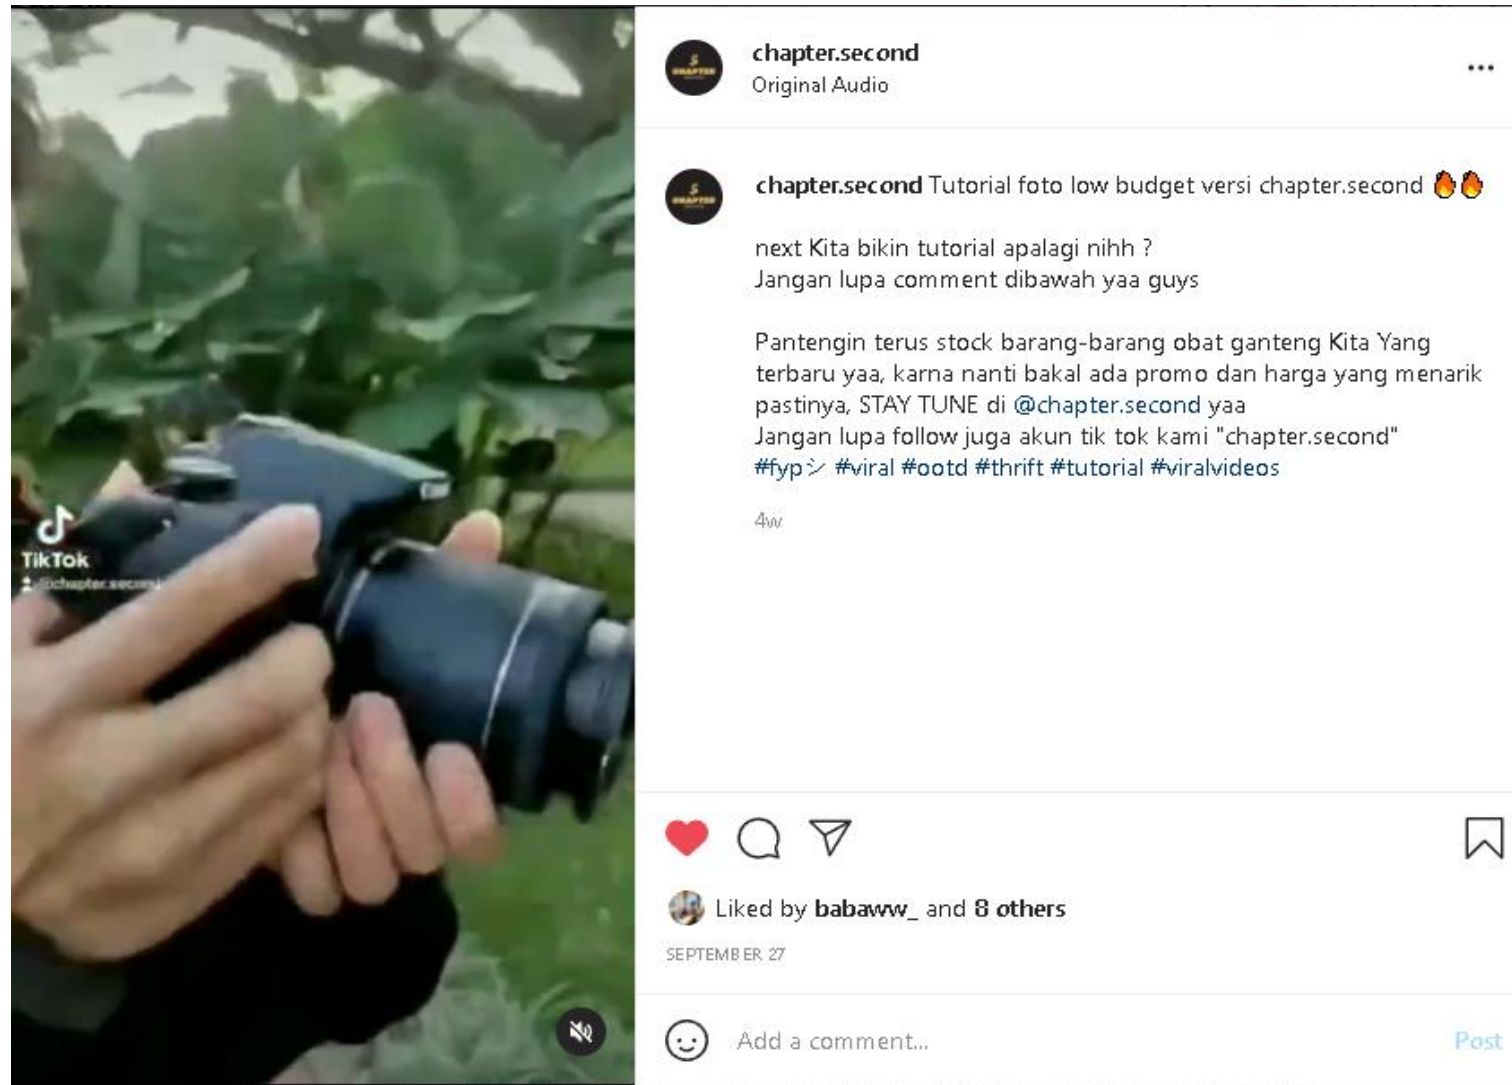 chapter.second
Original Audio
chapter.second Tutorial foto low budget versi chapter.second 🔥🔥
next Kita bikin tutorial apalagi nihh ?
Jangan lupa comment dibawah yaa guys
Pantengin terus stock barang-barang obat ganteng Kita Yang
terbaru yaa, karna nanti bakal ada promo dan harga yang menarik
pastinya, STAY TUNE di @chapter.second yaa
Jangan lupa follow juga akun tik tok kami "chapter.second"
#fypシ #viral #ootd #thrift #tutorial #viralvideos
4w
TikTok
Liked by babaww_ and 8 others
SEPTEMBER 27
Add a comment...
Post